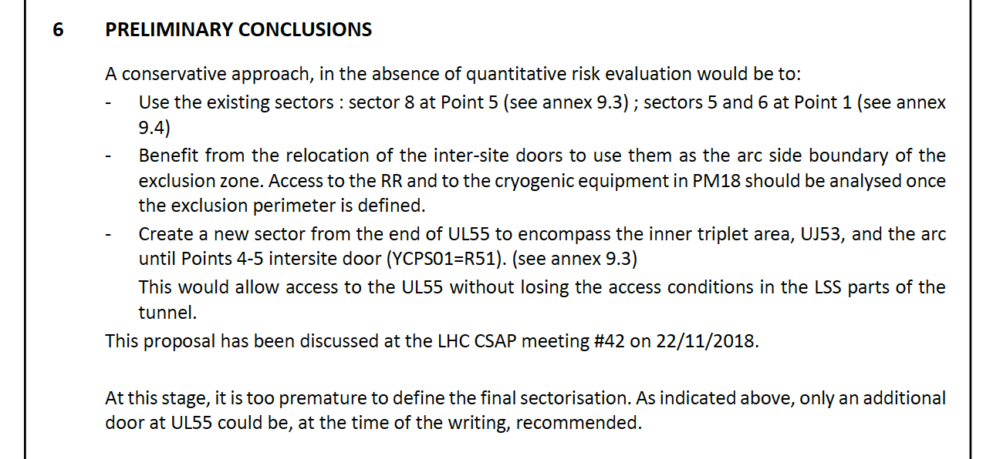 6 PRELIMINARY CONCLUSIONS
A conservative approach, in the absence of quantitative risk evaluation would be to:
- Use the existing sectors : sector 8 at Point 5 (see annex 9.3) ; sectors 5 and 6 at Point 1 (see annex
9.4)
- Benefit from the relocation of the inter-site doors to use them as the arc side boundary of the
exclusion zone. Access to the RR and to the cryogenic equipment in PM18 should be analysed once
the exclusion perimeter is defined.
- Create a new sector from the end of UL55 to encompass the inner triplet area, UJ53, and the arc
until Points 4-5 intersite door (YCPS01=R51). (see annex 9.3)
This would allow access to the UL55 without losing the access conditions in the LSS parts of the
tunnel.
This proposal has been discussed at the LHC CSAP meeting #42 on 22/11/2018.
At this stage, it is too premature to define the final sectorisation. As indicated above, only an additional
door at UL55 could be, at the time of the writing, recommended.